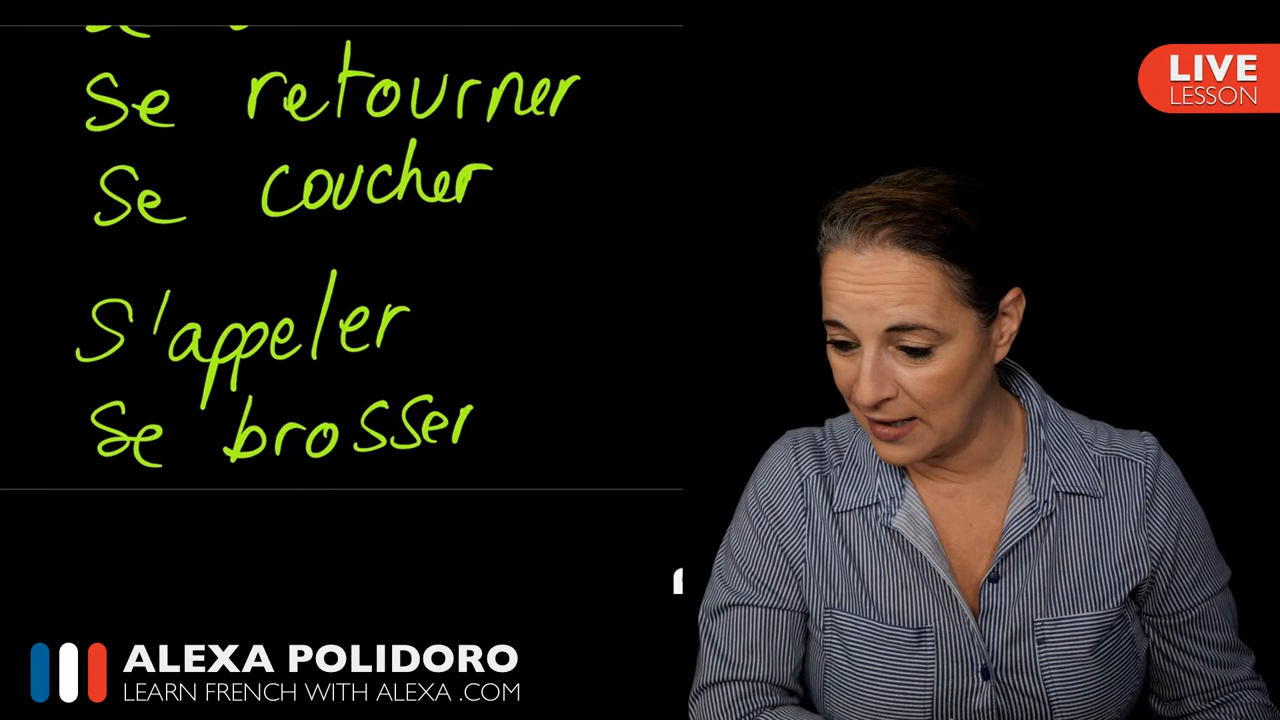 Se retourner
Se coucher
S'appeler
Se brosser
LIVE
LESSON
ALEXA POLIDORO
LEARN FRENCH WITH ALEXA .COM